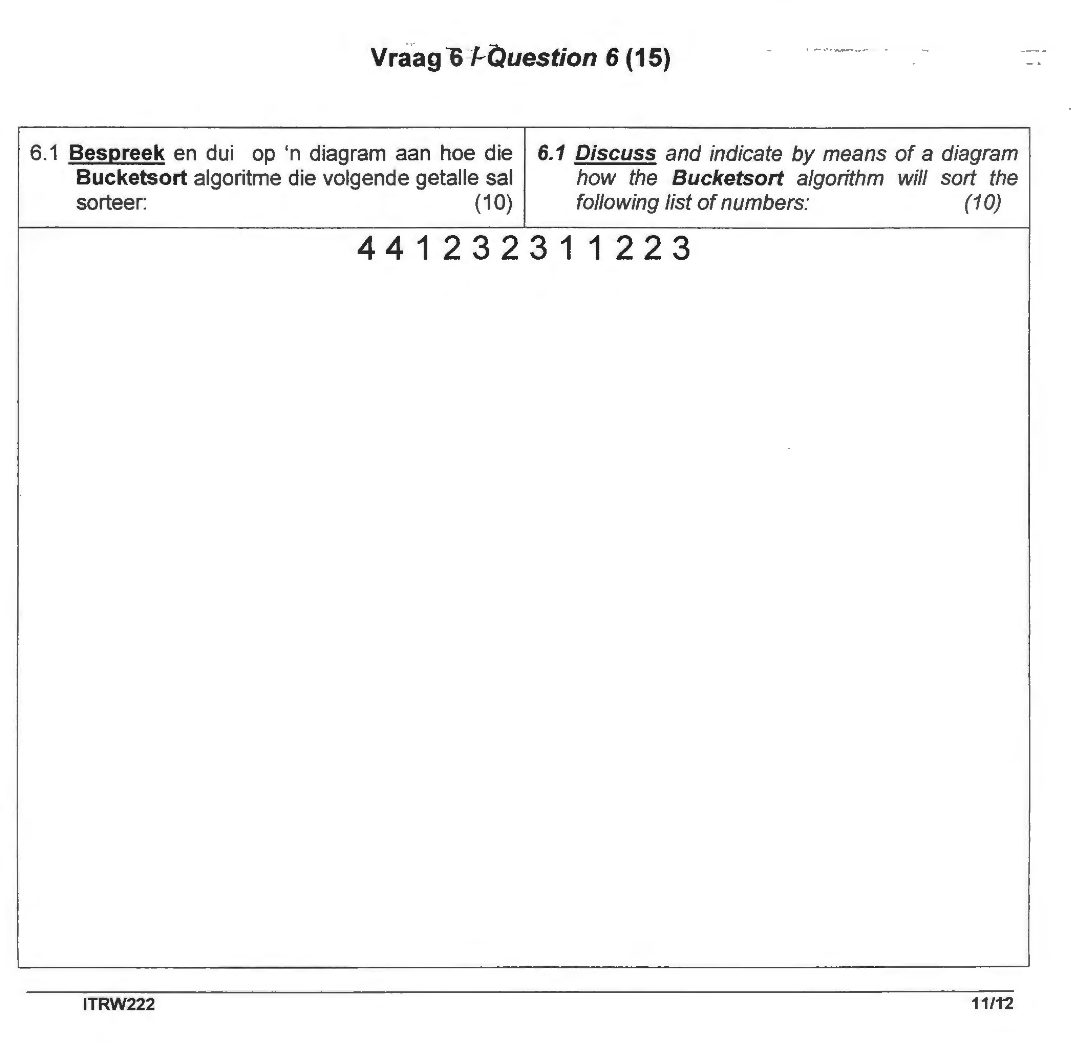 Vraag 6 / Question 6 (15)
6.1 Bespreek en dui op 'n diagram aan hoe die
Bucketsort algoritme die volgende getalle sal
sorteer: (10)
6.1 Discuss and indicate by means of a diagram
how the Bucketsort algorithm will sort the
following list of numbers: (10)
4 4 1 2 3 2 3 1 1 2 2 3
ITRW222 11/12